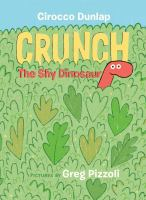 Cirocco Dunlap
CRUNCH
The Shy Dinosaur
PICTURES BY Greg Pizzoli